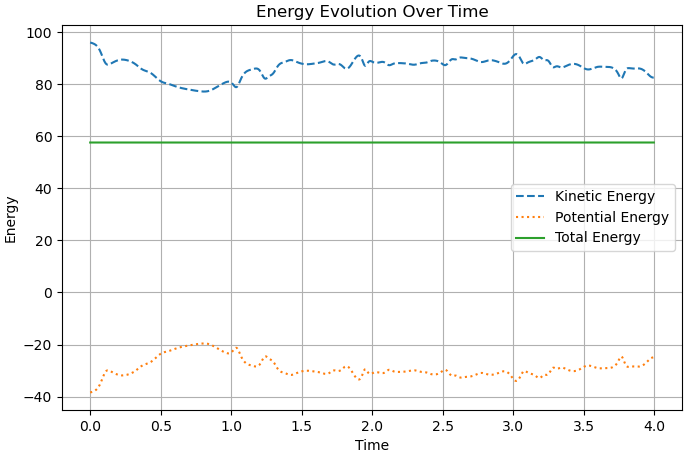 Energy Evolution Over Time
100
80
60
40
20
0
−20
−40
Energy
Kinetic Energy
Potential Energy
Total Energy
0.0 0.5 1.0 1.5 2.0 2.5 3.0 3.5 4.0
Time